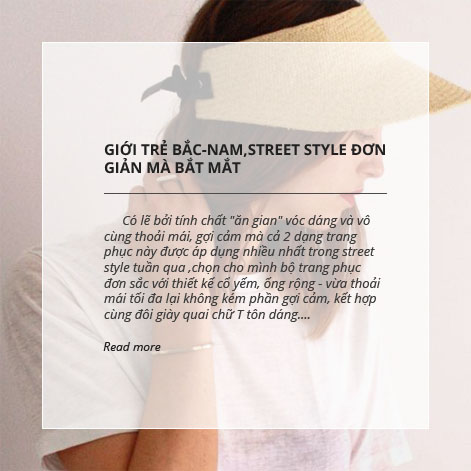 GIỚI TRẺ BẮC-NAM,STREET STYLE ĐƠN
GIẢN MÀ BẮT MẮT
Có lẽ bởi tính chất "ăn gian" vóc dáng và vô
cùng thoải mái, gợi cảm mà cả 2 dạng trang
phục này được áp dụng nhiều nhất trong street
style tuần qua ,chọn cho mình bộ trang phục
đơn sắc với thiết kế cổ yếm, ống rộng - vừa thoải
mái tối đa lại không kém phần gợi cảm, kết hợp
cùng đôi giày quai chữ T tôn dáng....
Read more